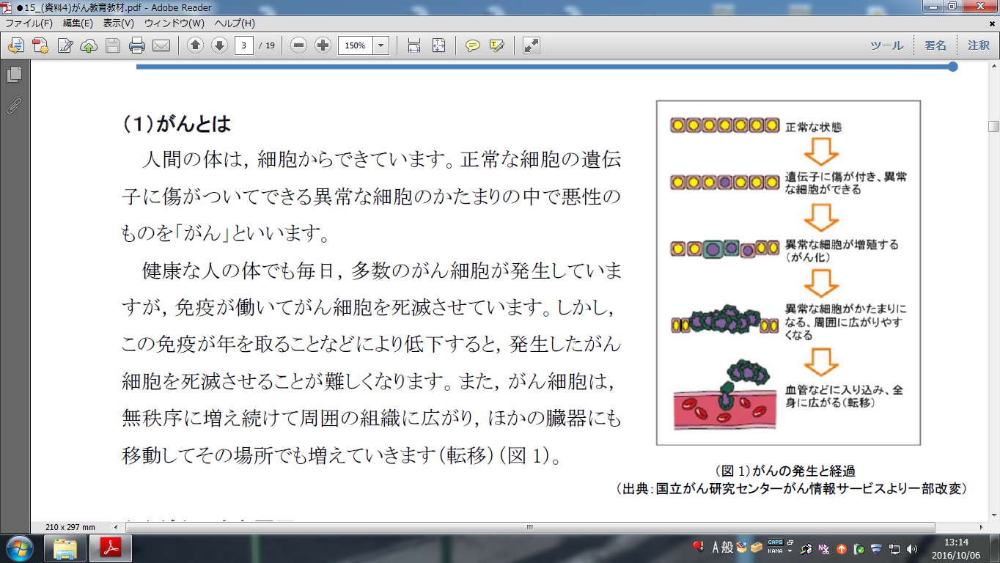 ●15_(資料4)がん教育教材.pdf - Adobe Reader
ファイル(F) 編集(E) 表示(V) ウィンドウ(W) ヘルプ(H)
3 / 19 150% ツール 署名 注釈
（１）がんとは
人間の体は，細胞からできています。正常な細胞の遺伝
子に傷がついてできる異常な細胞のかたまりの中で悪性の
ものを「がん」といいます。
健康な人の体でも毎日，多数のがん細胞が発生していま
すが，免疫が働いてがん細胞を死滅させています。しかし，
この免疫が年を取ることなどにより低下すると，発生したがん
細胞を死滅させることが難しくなります。また，がん細胞は，
無秩序に増え続けて周囲の組織に広がり，ほかの臓器にも
移動してその場所でも増えていきます（転移）（図１）。
正常な状態
遺伝子に傷が付き、異常
な細胞ができる
異常な細胞が増殖する
（がん化）
異常な細胞がかたまりに
なる、周囲に広がりやす
くなる
血管などに入り込み、全
身に広がる（転移）
（図１）がんの発生と経過
（出典：国立がん研究センターがん情報サービスより一部改変）
210 x 297 mm
A 般 CAPS
KANA
13:14
2016/10/06